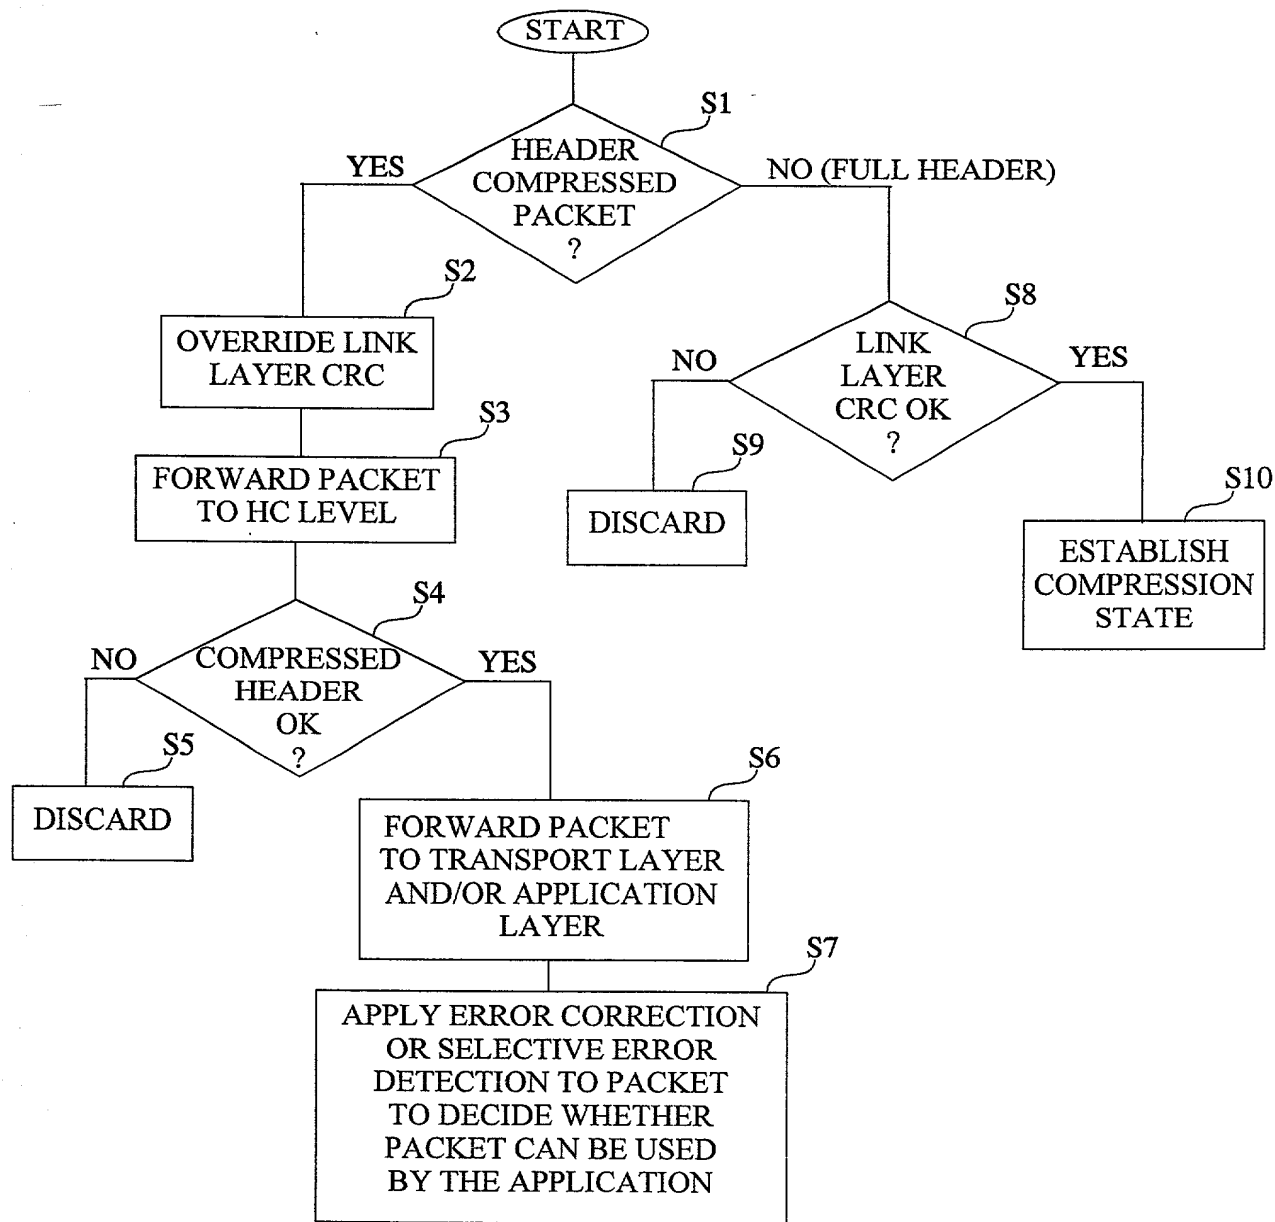 START
S1
HEADER
COMPRESSED
PACKET
?
YES
NO (FULL HEADER)
S2
OVERRIDE LINK
LAYER CRC
S3
FORWARD PACKET
TO HC LEVEL
S4
COMPRESSED
HEADER
OK
?
NO
YES
S5
DISCARD
S6
FORWARD PACKET
TO TRANSPORT LAYER
AND/OR APPLICATION
LAYER
S7
APPLY ERROR CORRECTION
OR SELECTIVE ERROR
DETECTION TO PACKET
TO DECIDE WHETHER
PACKET CAN BE USED
BY THE APPLICATION
S8
LINK
LAYER
CRC OK
?
NO
YES
S9
DISCARD
S10
ESTABLISH
COMPRESSION
STATE